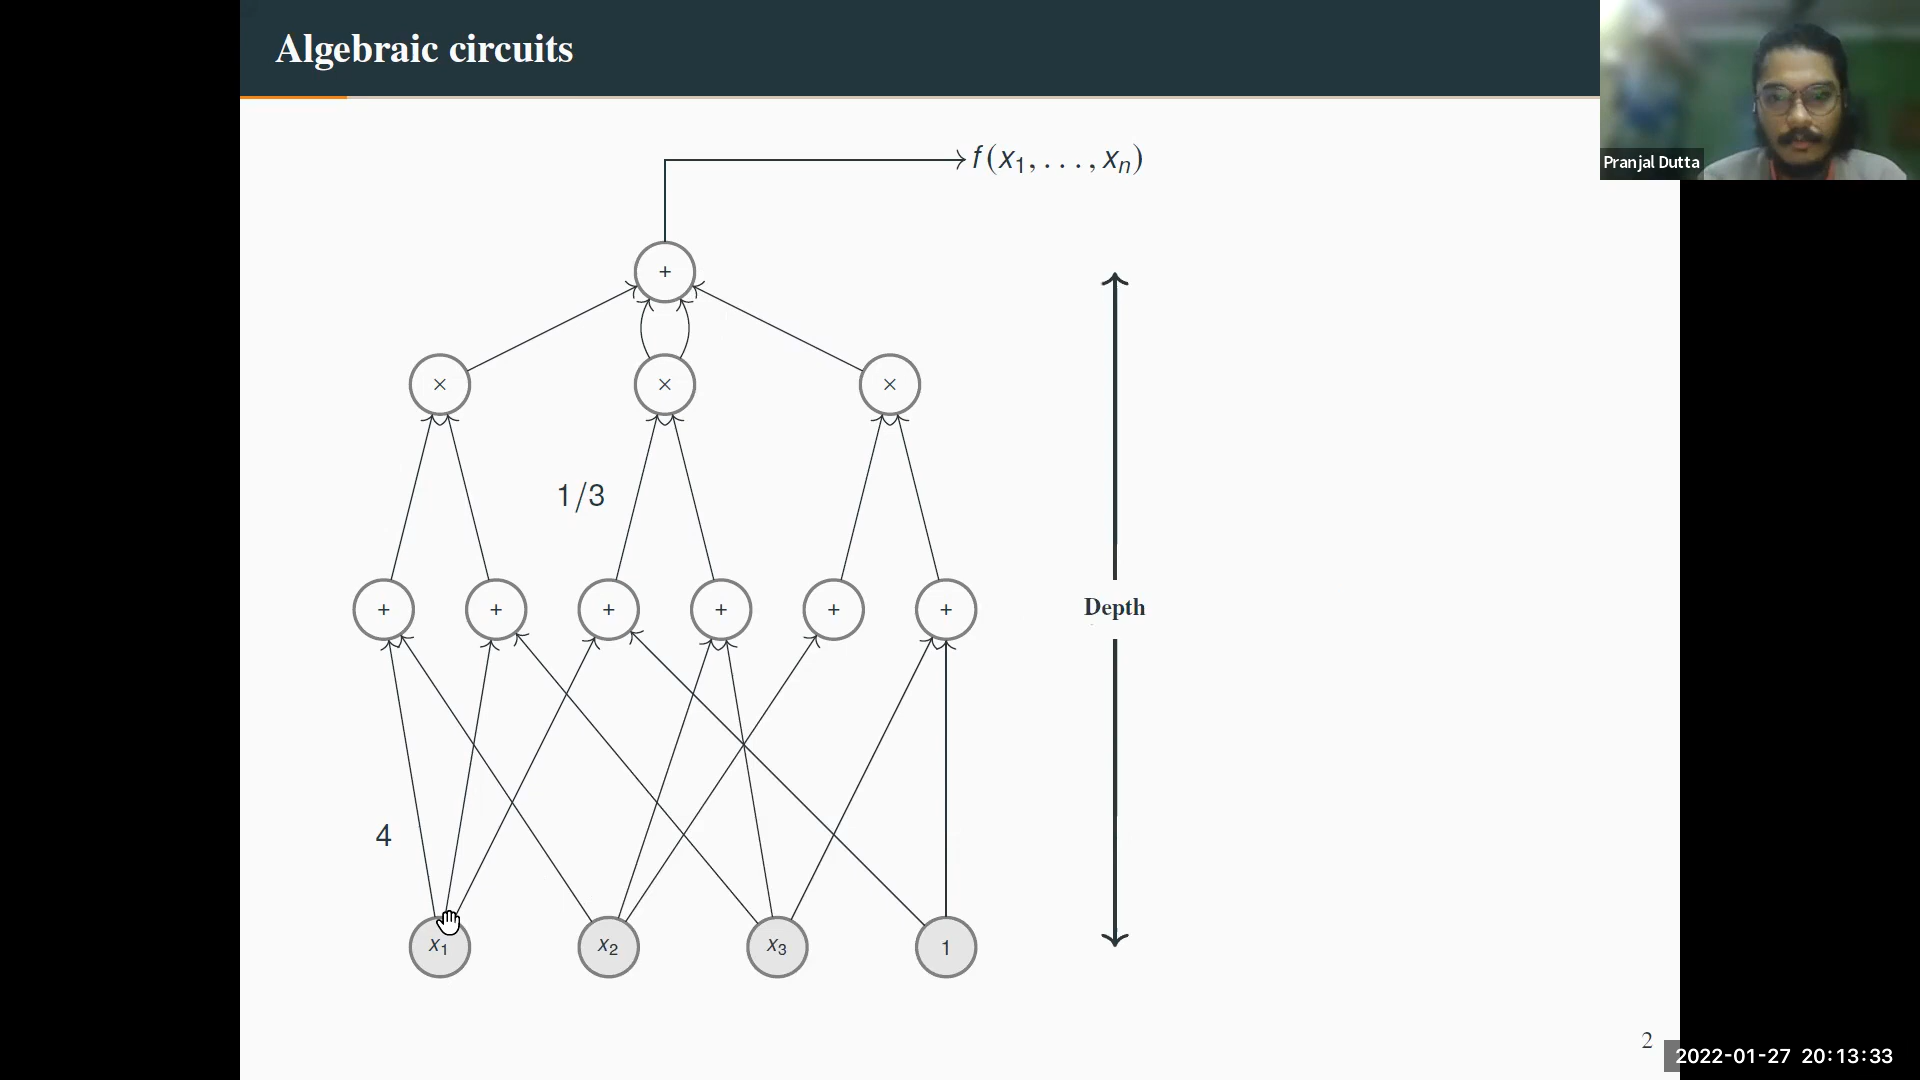 Algebraic circuits
Pranjal Dutta
f(x₁, . . . , xₙ)
+
× × ×
1/3
+ + + + + +
Depth
4
x₁ x₂ x₃ 1
2
2022-01-27 20:13:33